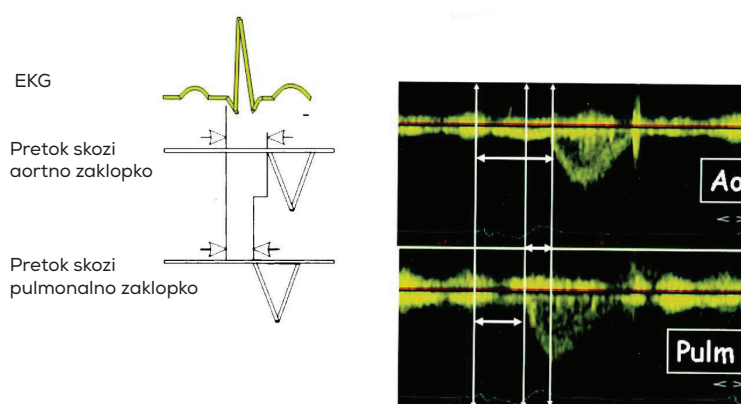 EKG
Pretok skozi
aortno zaklopko
Pretok skozi
pulmonalno zaklopko
Ao
Pulm